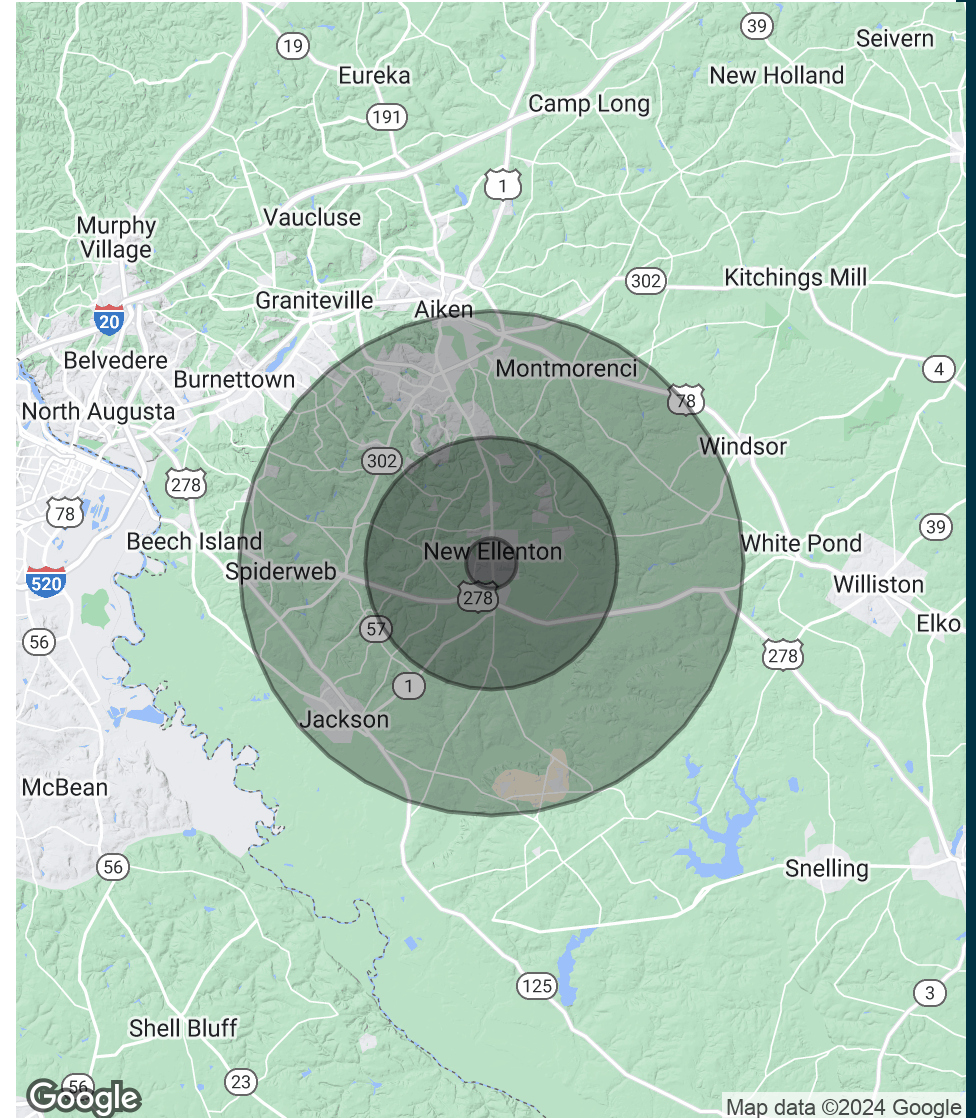 39
Seivern
19
Eureka
New Holland
Camp Long
191
1
Vaucluse
Murphy
Village
Kitchings Mill
302
Graniteville
Aiken
20
Belvedere
Montmorenci
4
Burnettown
78
North Augusta
Windsor
302
278
78
39
Beech Island
New Ellenton
White Pond
Spiderweb
520
Williston
278
Elko
57
56
278
1
Jackson
McBean
56
Snelling
125
3
Shell Bluff
23
56
Google
Map data ©2024 Google